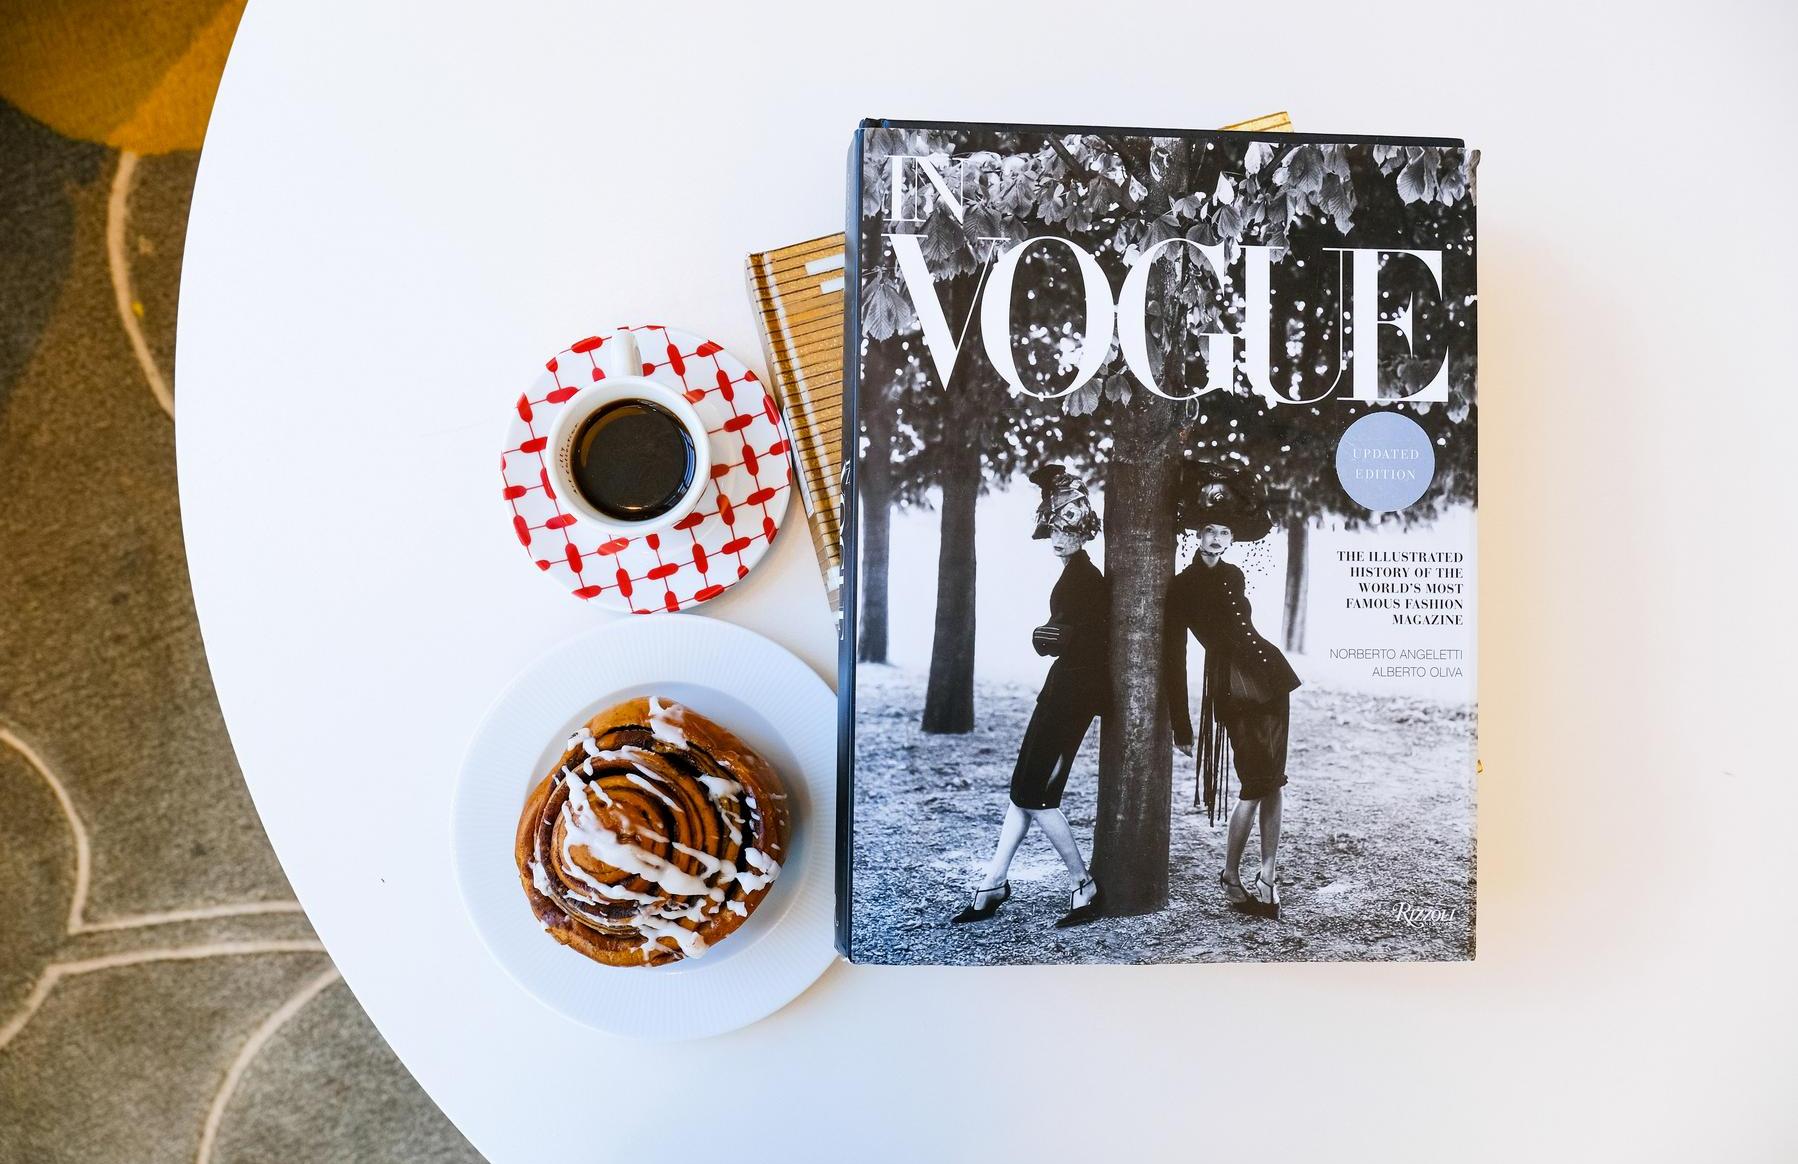 IN
VOGUE
UPDATED
EDITION
THE ILLUSTRATED
HISTORY OF THE
WORLD'S MOST
FAMOUS FASHION
MAGAZINE
NORBERTO ANGELETTI
ALBERTO OLIVA
RIZZOLI